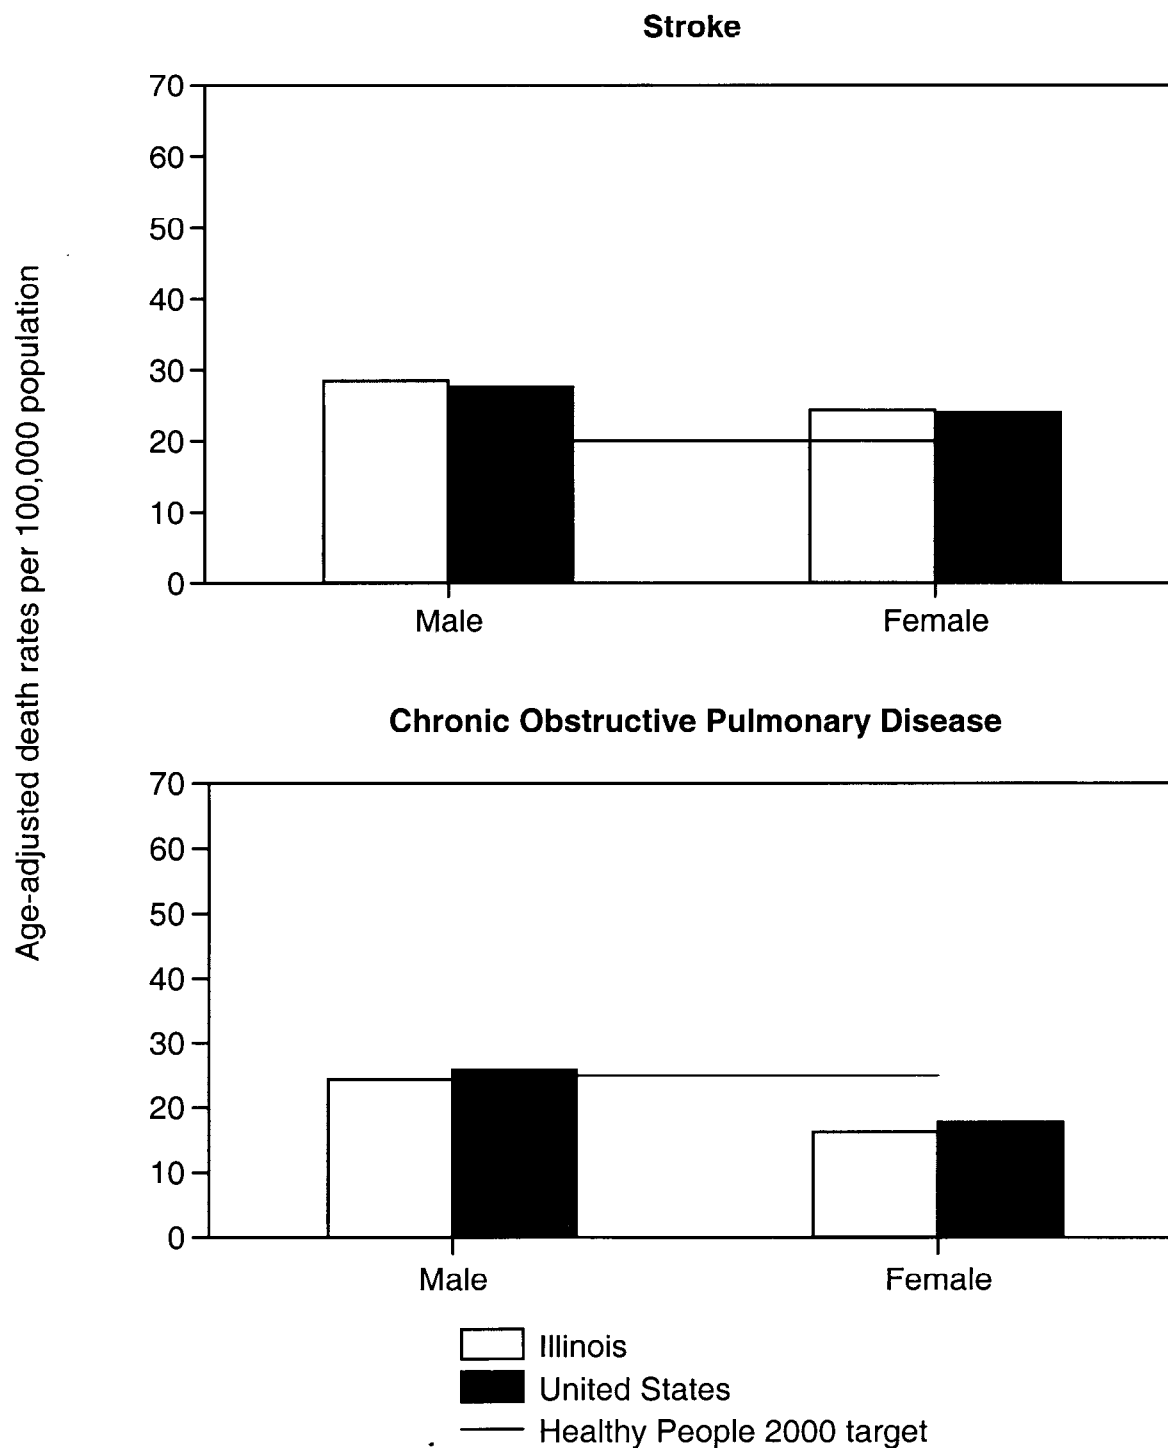 Stroke
Age-adjusted death rates per 100,000 population
70
60
50
40
30
20
10
0
Male
Female
Chronic Obstructive Pulmonary Disease
70
60
50
40
30
20
10
0
Male
Female
Illinois
United States
Healthy People 2000 target